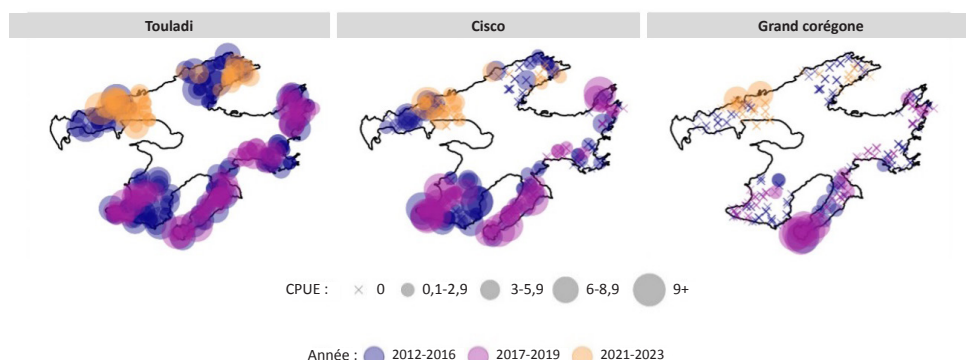 Touladi Cisco Grand corégone
CPUE : 0 0,1-2,9 3-5,9 6-8,9 9+
Année : 2012-2016 2017-2019 2021-2023